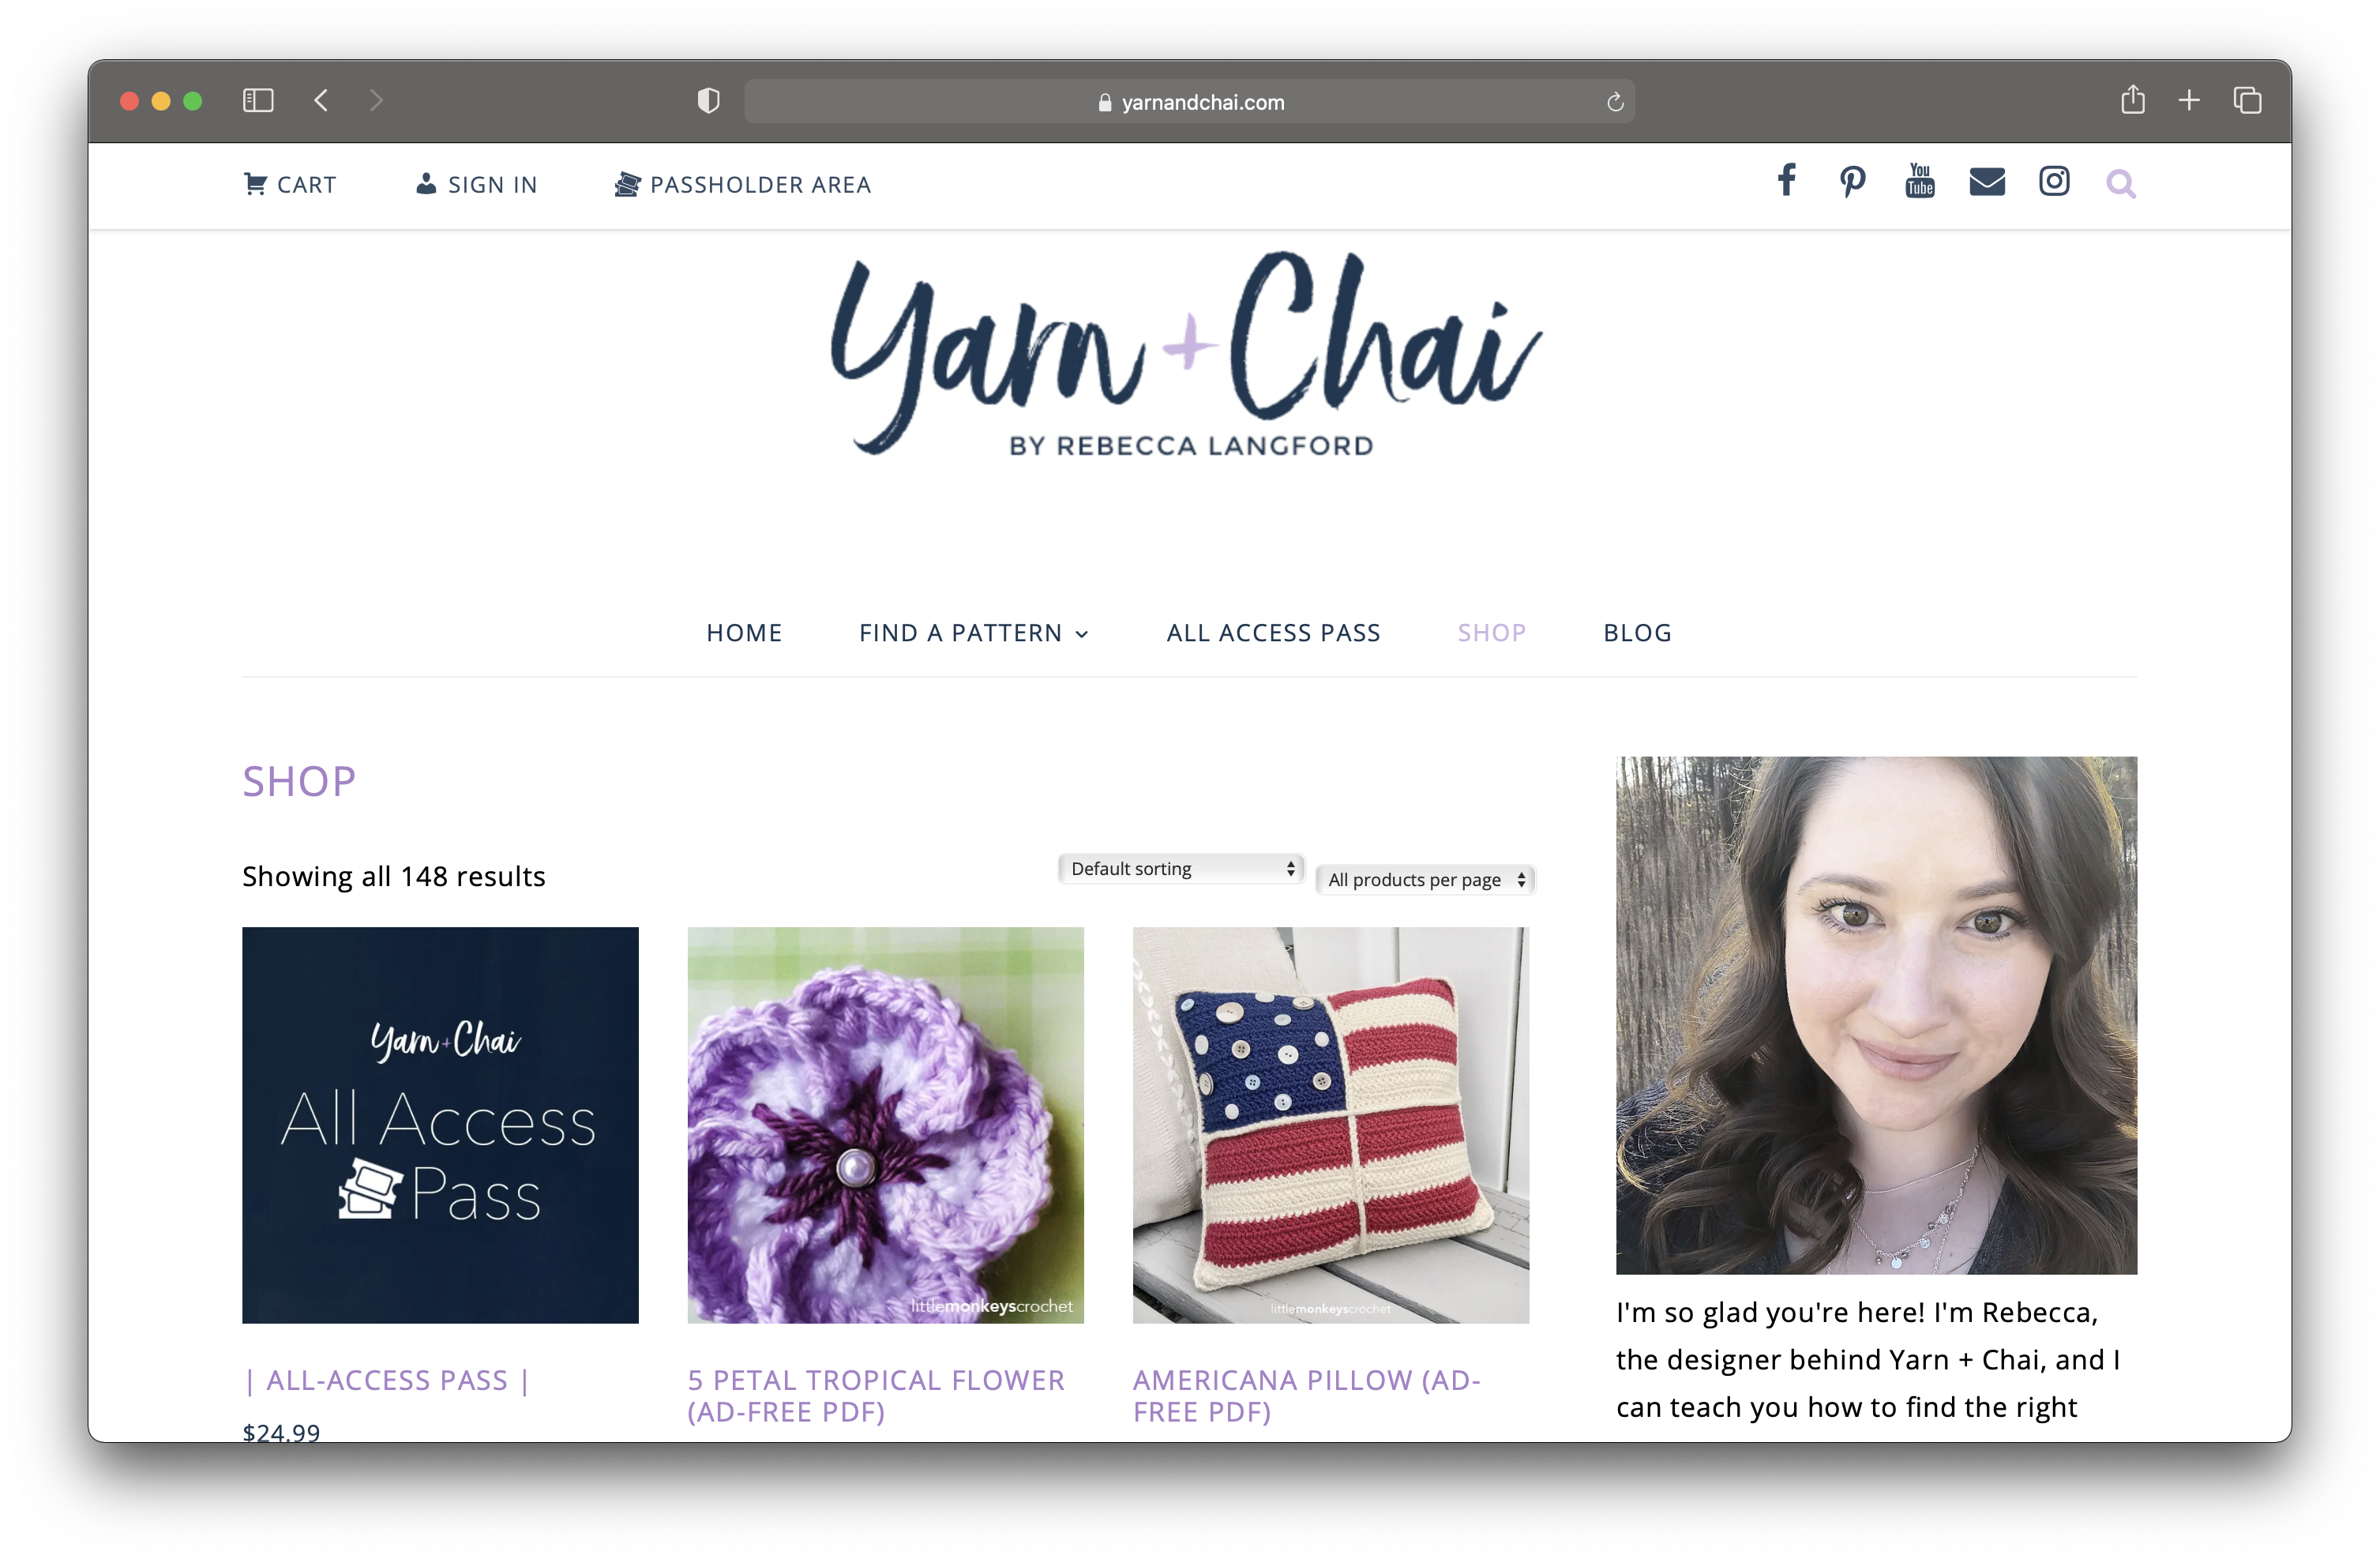 yarnandchai.com
CART
SIGN IN
PASSHOLDER AREA
You
Tube
Yarn + Chai
BY REBECCA LANGFORD
HOME
FIND A PATTERN
ALL ACCESS PASS
SHOP
BLOG
SHOP
Showing all 148 results
Default sorting
All products per page
Yarn + Chai
All Access
Pass
| ALL-ACCESS PASS |
$24.99
littlemonkeyscrochet
5 PETAL TROPICAL FLOWER
(AD-FREE PDF)
littlemonkeyscrochet
AMERICANA PILLOW (AD-
FREE PDF)
I'm so glad you're here! I'm Rebecca,
the designer behind Yarn + Chai, and I
can teach you how to find the right